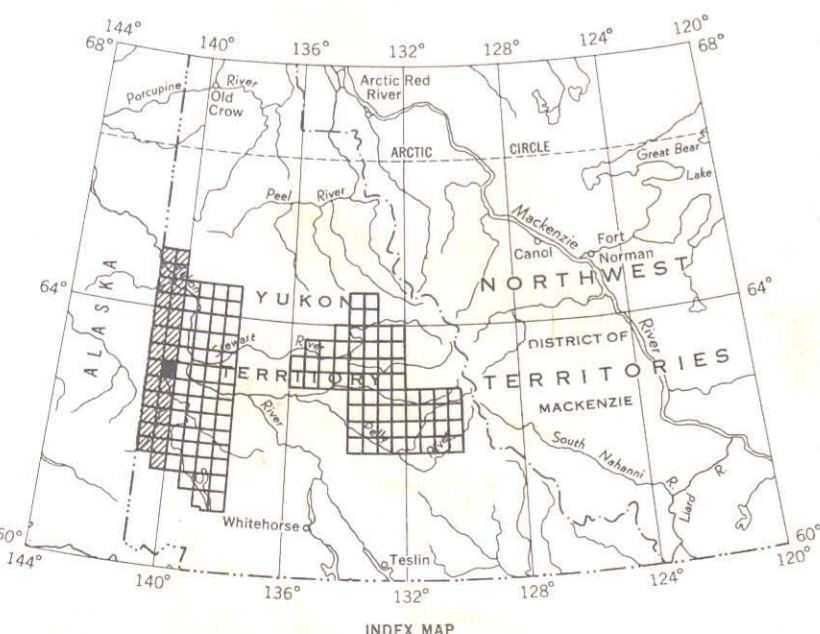 144°
140°
136°
132°
128°
124°
120°
68°
68°
Porcupine River
Old
Crow
Arctic Red
River
ARCTIC CIRCLE
Great Bear
Lake
Peel River
Mackenzie
Canol
Fort
Norman
NORTHWEST
ALASKA
64°
YUKON
64°
Stewart River
DISTRICT OF
River
TERRITORY
TERRITORIES
MACKENZIE
River
Pelly River
South Nahanni R.
Liard R.
Whitehorse
Teslin
60°
144°
140°
136°
132°
128°
124°
60°
120°
INDEX MAP